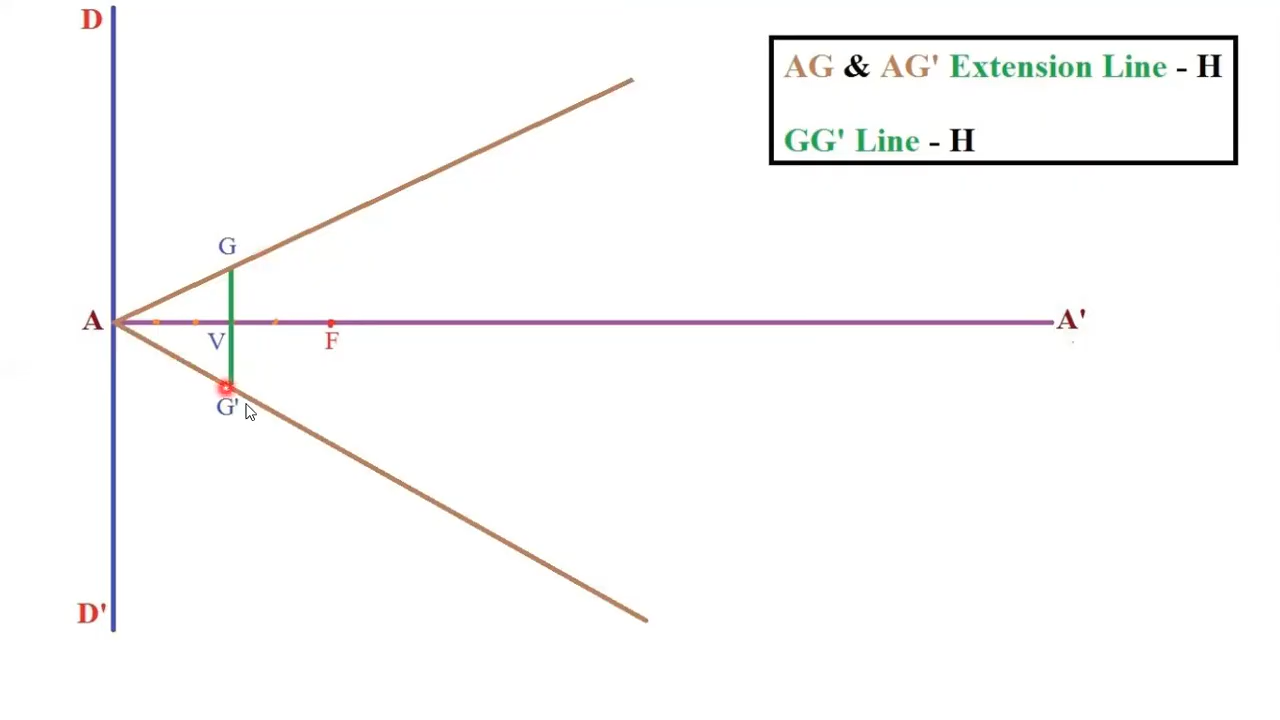 D
AG & AG' Extension Line - H
GG' Line - H
G
A
A'
V
F
G'
D'